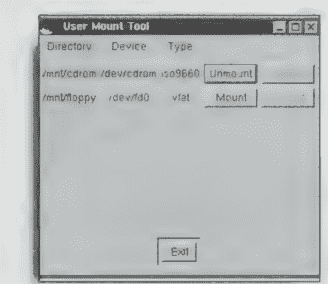 User Mount Tool
Directory Device Type
/mnt/cdrom /dev/cdrom iso9660 Unmount
/mnt/floppy /dev/fd0 vfat Mount
Exit